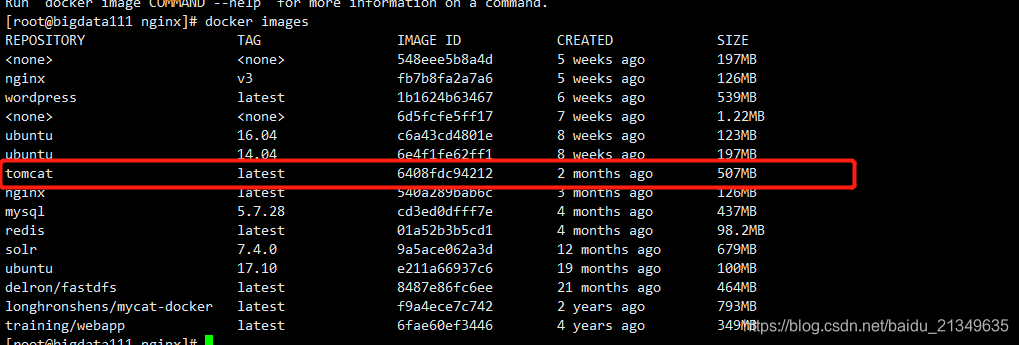 Run 'docker image COMMAND --help' for more information on a command.
[root@bigdata111 nginx]# docker images
REPOSITORY TAG IMAGE ID CREATED SIZE
<none> <none> 548eee5b8a4d 5 weeks ago 197MB
nginx v3 fb7b8fa2a7a6 5 weeks ago 126MB
wordpress latest 1b1624b63467 6 weeks ago 539MB
<none> <none> 6d5fcfe5ff17 7 weeks ago 1.22MB
ubuntu 16.04 c6a43cd4801e 8 weeks ago 123MB
ubuntu 14.04 6e4f1fe62ff1 8 weeks ago 197MB
tomcat latest 6408fdc94212 2 months ago 507MB
nginx latest 540a289bab6c 3 months ago 126MB
mysql 5.7.28 cd3ed0dfff7e 4 months ago 437MB
redis latest 01a52b3b5cd1 4 months ago 98.2MB
solr 7.4.0 9a5ace062a3d 12 months ago 679MB
ubuntu 17.10 e211a66937c6 19 months ago 100MB
delron/fastdfs latest 8487e86fc6ee 21 months ago 464MB
longhronshens/mycat-docker latest f9a4ece7c742 2 years ago 793MB
training/webapp latest 6fae60ef3446 4 years ago 349MB
https://blog.csdn.net/baidu_21349635
[root@bigdata111 nginx]#